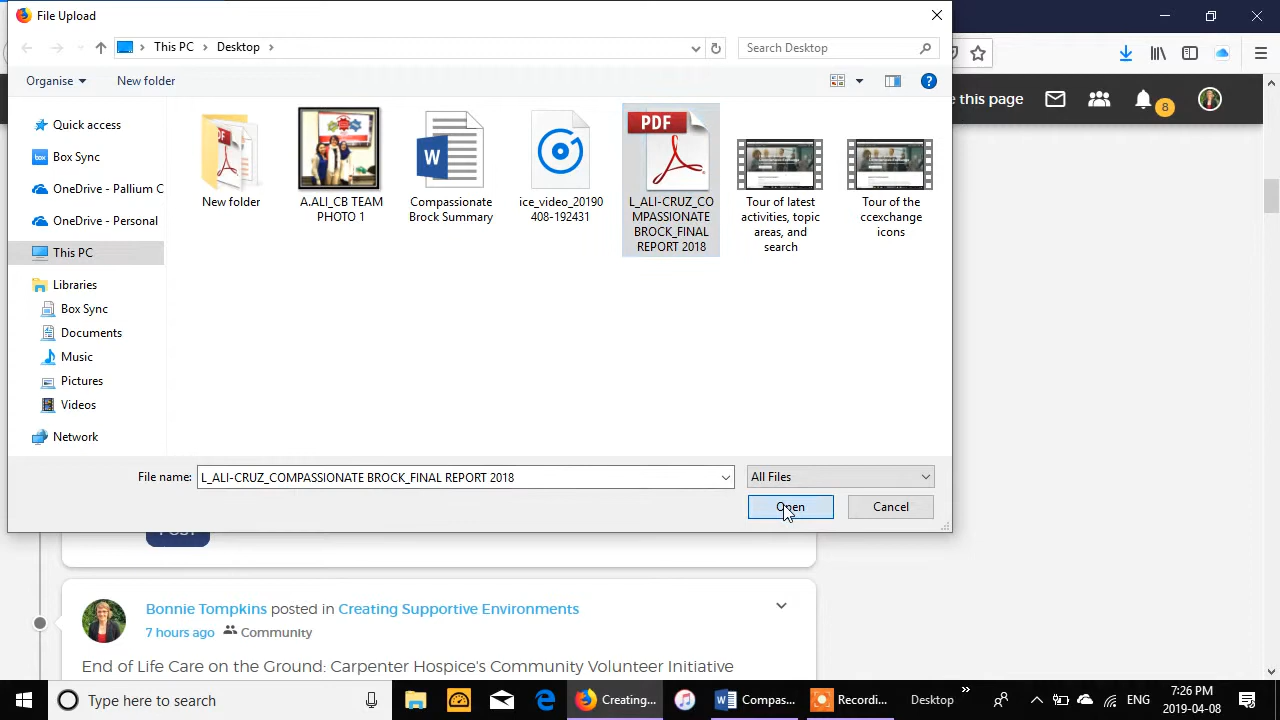 File Upload
This PC
Desktop
Search Desktop
Organise
New folder
this page
8
Quick access
Box Sync
OneDrive - Pallium C
OneDrive - Personal
This PC
Libraries
Box Sync
Documents
Music
Pictures
Videos
Network
PDF
W
New folder
A.ALI_CB TEAM
PHOTO 1
Compassionate
Brock Summary
ice_video_20190
408-192431
L_ALI-CRUZ_CO
MPASSIONATE
BROCK_FINAL
REPORT 2018
Tour of latest
activities, topic
areas, and
search
Tour of the
ccexchange
icons
File name:
L_ALI-CRUZ_COMPASSIONATE BROCK_FINAL REPORT 2018
All Files
Open
Cancel
POST
Bonnie Tompkins posted in Creating Supportive Environments
7 hours ago
Community
End of Life Care on the Ground: Carpenter Hospice's Community Volunteer Initiative
Type here to search
Creating...
Compas...
Recordi...
Desktop
ENG
7:26 PM
2019-04-08